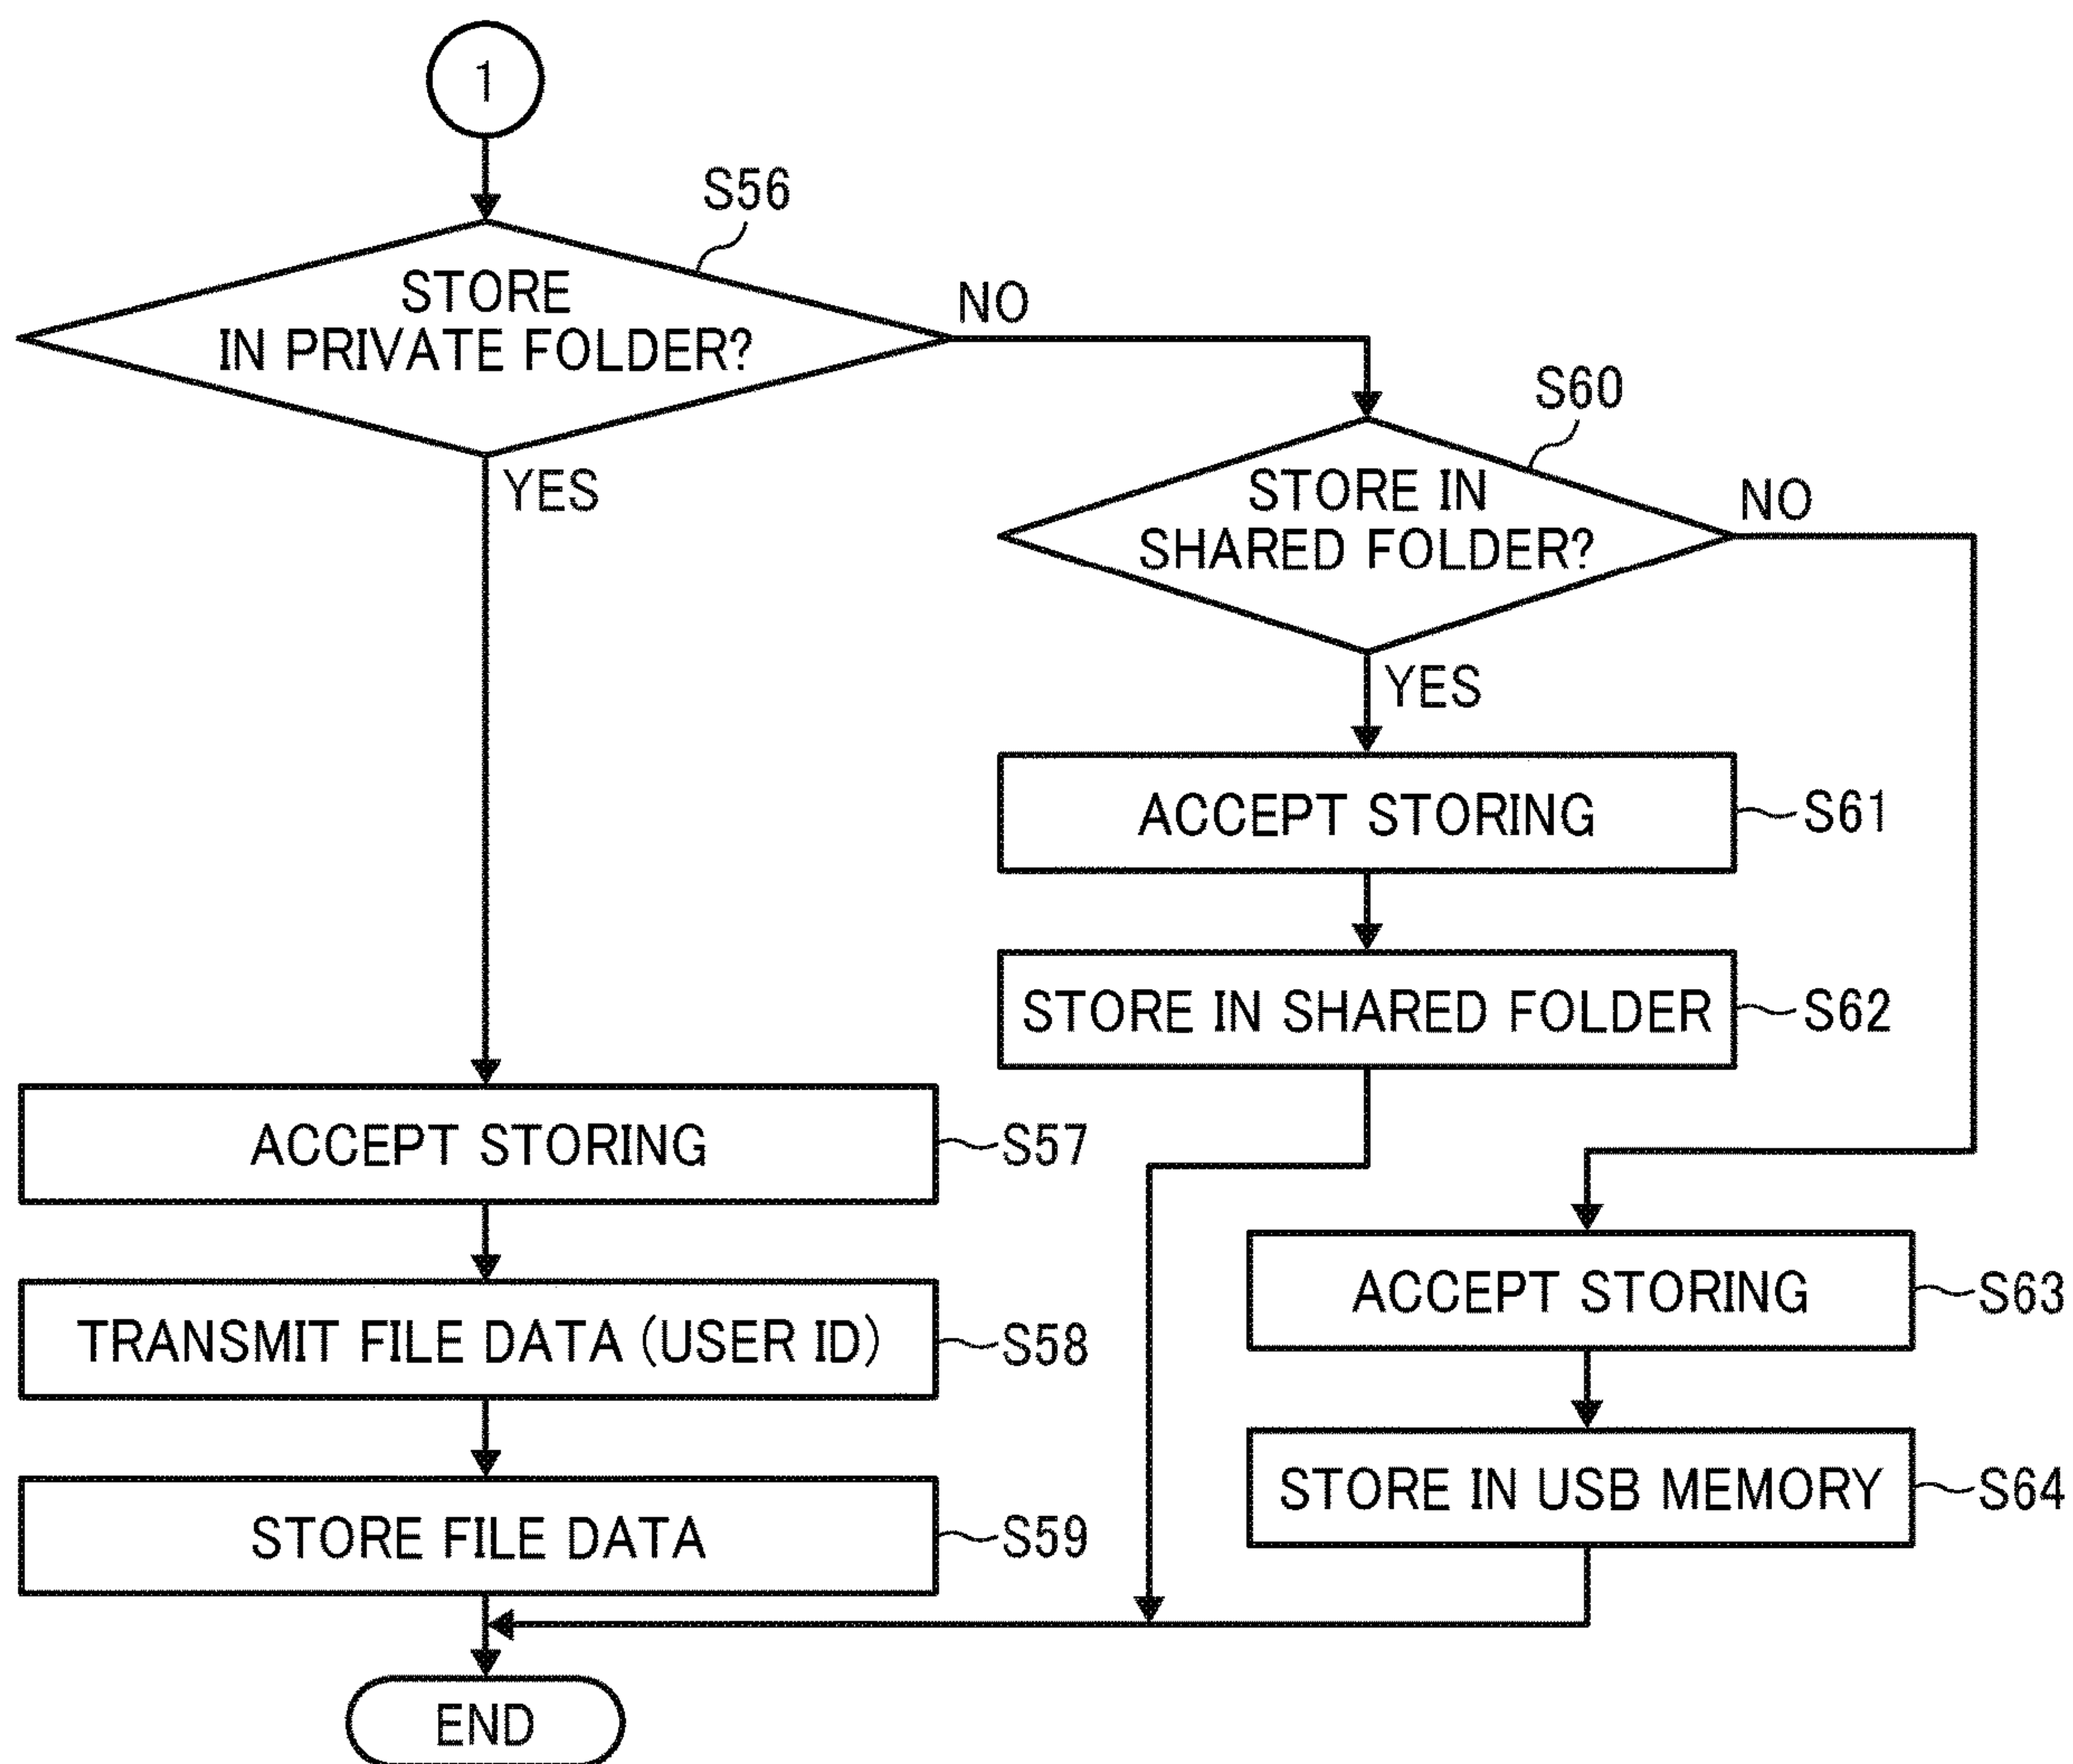 1
S56
STORE
IN PRIVATE FOLDER?
NO
YES
S60
STORE IN
SHARED FOLDER?
NO
YES
ACCEPT STORING
S61
STORE IN SHARED FOLDER
S62
ACCEPT STORING
S57
TRANSMIT FILE DATA (USER ID)
S58
STORE FILE DATA
S59
ACCEPT STORING
S63
STORE IN USB MEMORY
S64
END